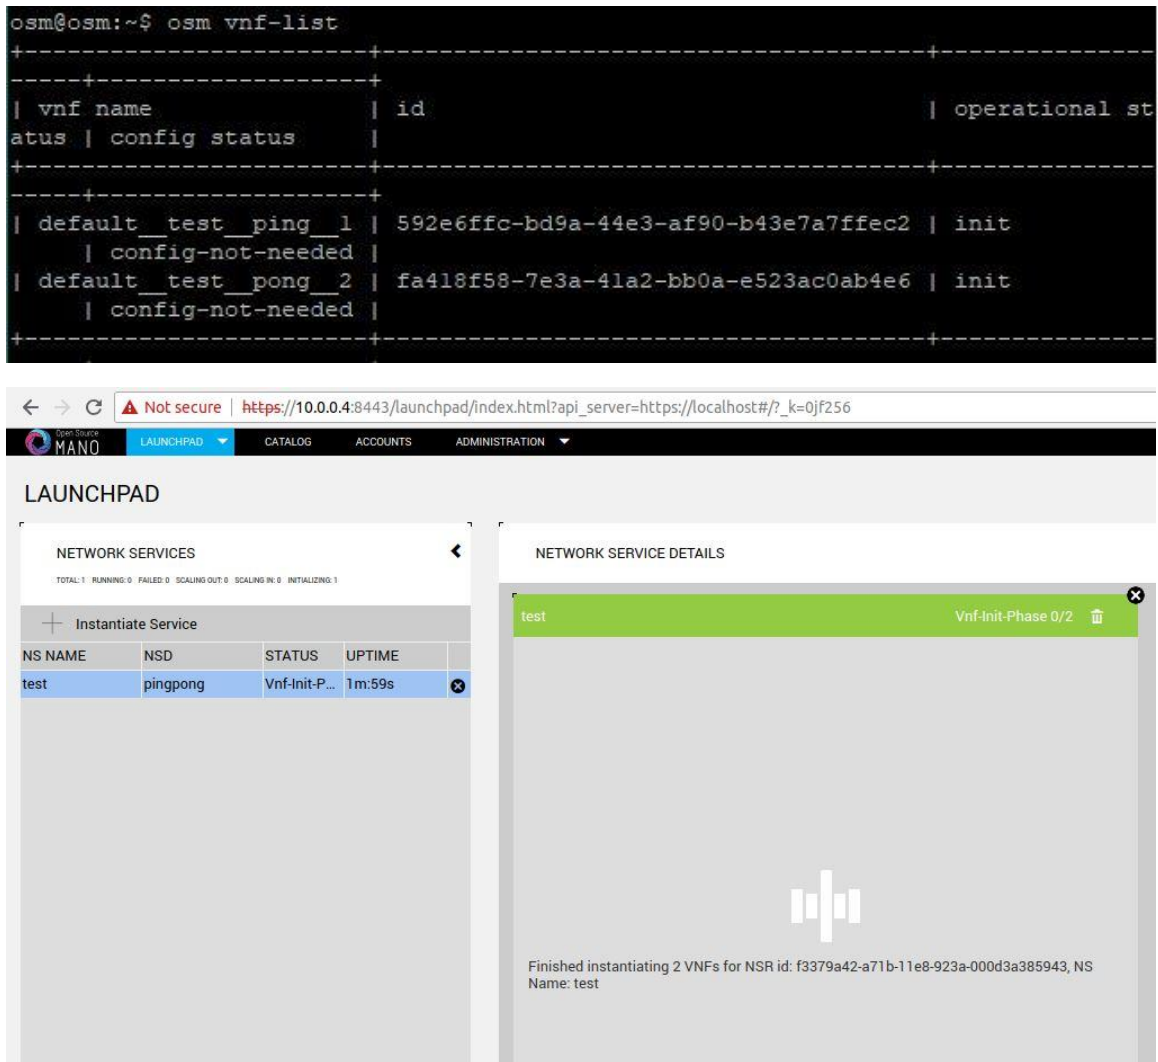 osm@osm:~$ osm vnf-list
+--------------------+------------------------------+------------
-----+---------------+
| vnf name | id | operational st
atus | config status |
+--------------------+------------------------------+------------
-----+---------------+
| default__test__ping__1 | 592e6ffc-bd9a-44e3-af90-b43e7a7ffec2 | init
| config-not-needed |
| default__test__pong__2 | fa418f58-7e3a-41a2-bb0a-e523ac0ab4e6 | init
| config-not-needed |
+--------------------+------------------------------+------------
Not secure | https://10.0.0.4:8443/launchpad/index.html?api_server=https://localhost#/?_k=0jf256
Open Source
MANO LAUNCHPAD CATALOG ACCOUNTS ADMINISTRATION
LAUNCHPAD
NETWORK SERVICES
TOTAL: 1 RUNNING: 0 FAILED: 0 SCALING OUT: 0 SCALING IN: 0 INITIALIZING: 1
Instantiate Service
NS NAME NSD STATUS UPTIME
test pingpong Vnf-Init-P... 1m:59s
NETWORK SERVICE DETAILS
test Vnf-Init-Phase 0/2
Finished instantiating 2 VNFs for NSR id: f3379a42-a71b-11e8-923a-000d3a385943, NS
Name: test